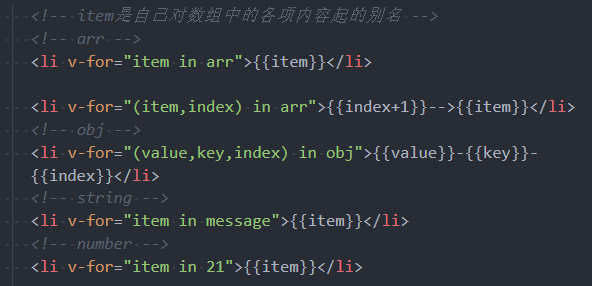 <!-- item是自己对数组中的各项内容起的别名 -->
<!-- arr -->
<li v-for="item in arr">{{item}}</li>
<li v-for="(item,index) in arr">{{index+1}}-->{{item}}</li>
<!-- obj -->
<li v-for="(value,key,index) in obj">{{value}}-{{key}}-
{{index}}</li>
<!-- string -->
<li v-for="item in message">{{item}}</li>
<!-- number -->
<li v-for="item in 21">{{item}}</li>